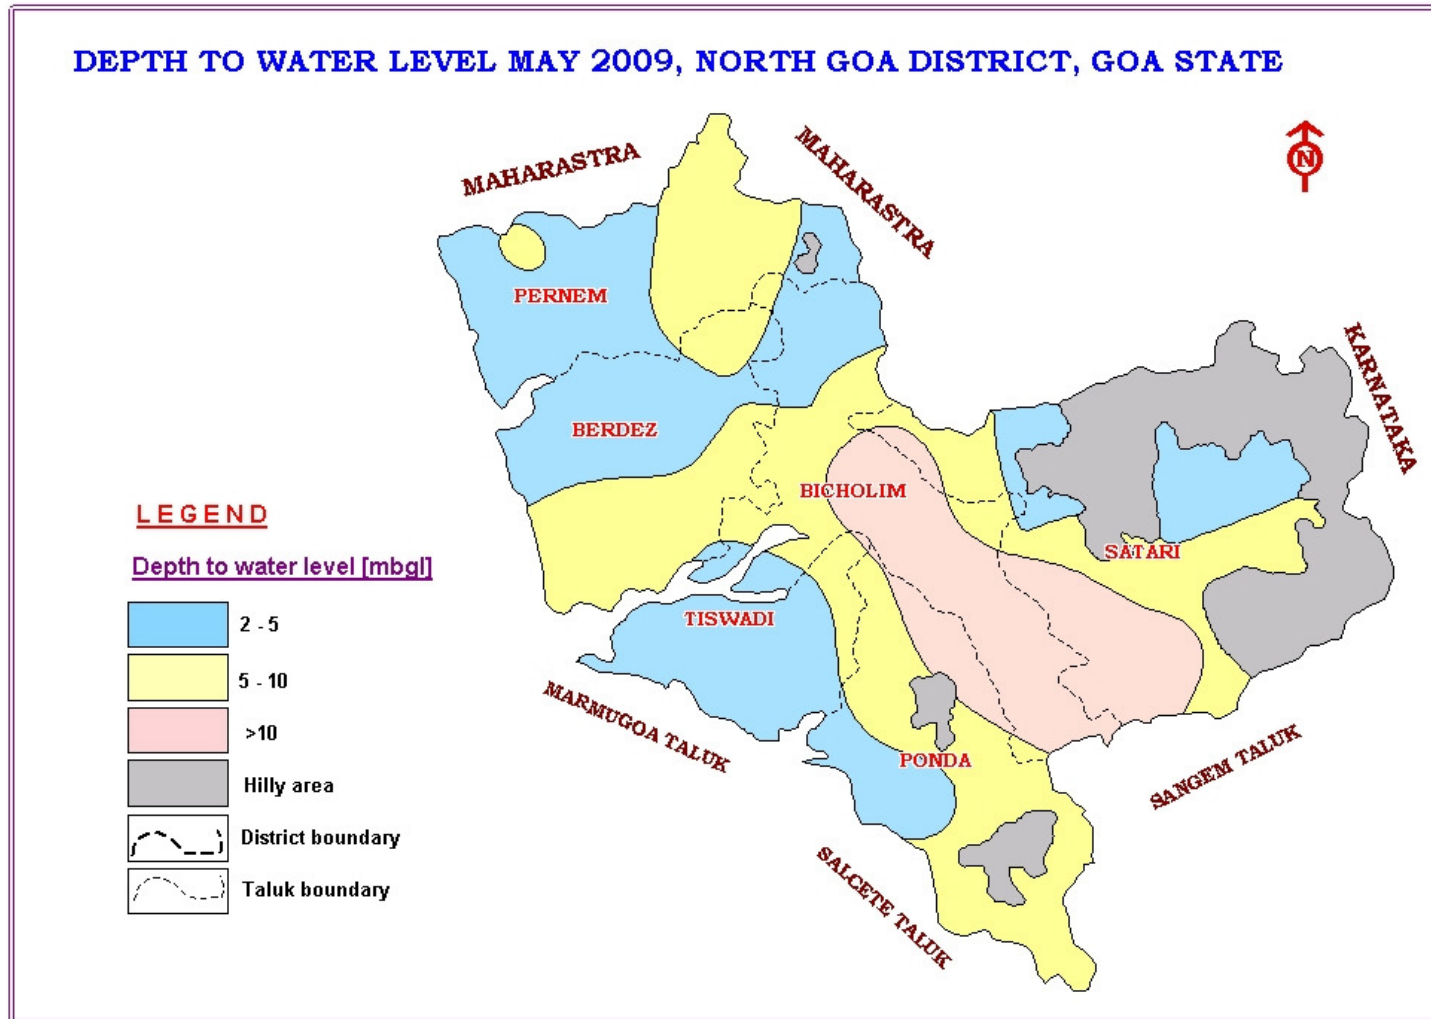 DEPTH TO WATER LEVEL MAY 2009, NORTH GOA DISTRICT, GOA STATE
MAHARASTRA
MAHARASTRA
N
PERNEM
BERDEZ
BICHOLIM
KARNATAKA
SATARI
TISWADI
MARMUGOA TALUK
PONDA
SANGEM TALUK
SALCETE TALUK
LEGEND
Depth to water level [mbgl]
2 - 5
5 - 10
>10
Hilly area
District boundary
Taluk boundary